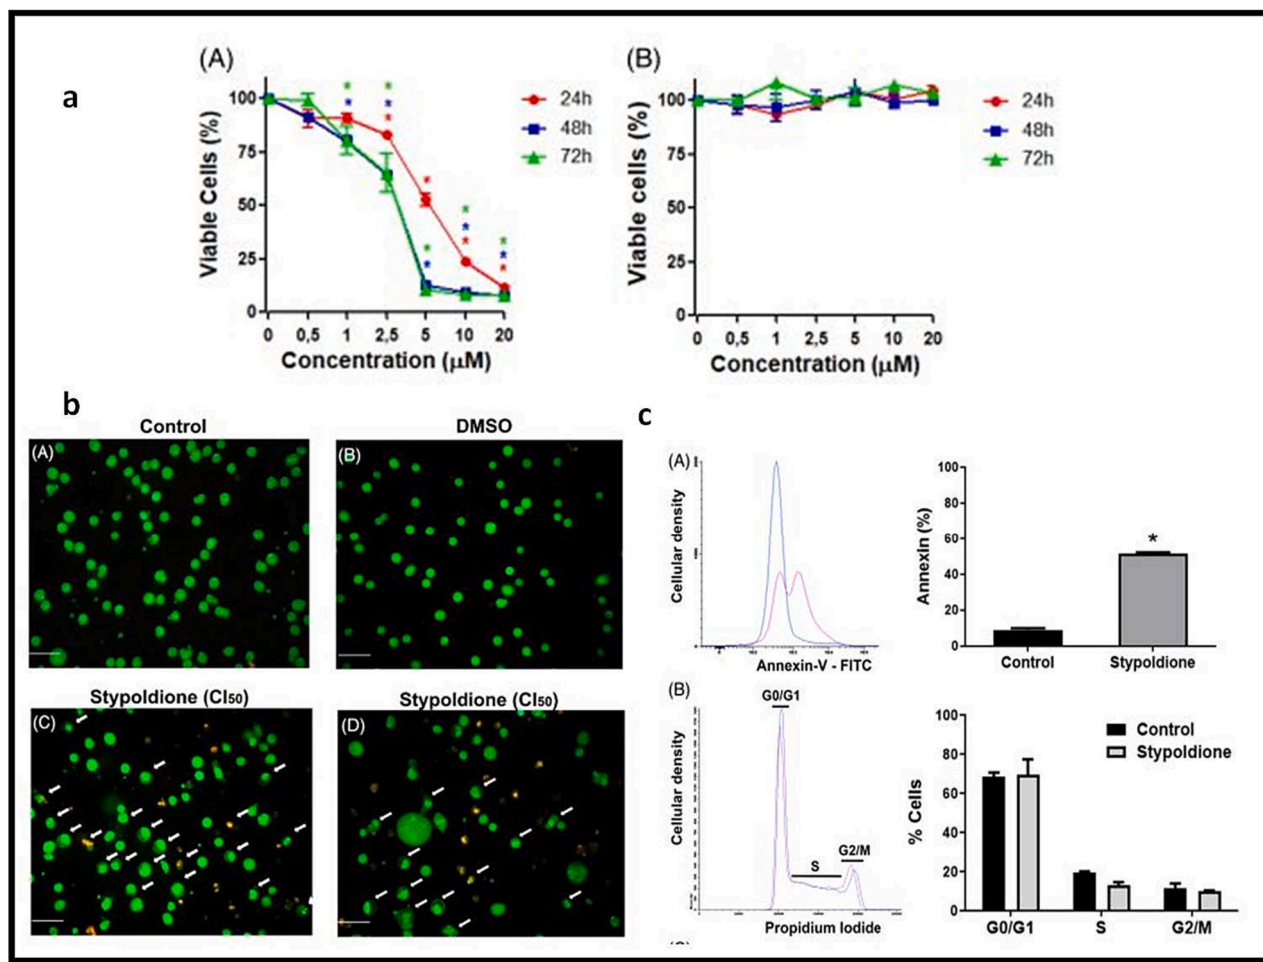 a
(A)
Viable Cells (%)
100
75
50
25
0
0 0,5 1 2,5 5 10 20
Concentration (µM)
24h
48h
72h
(B)
Viable cells (%)
100
75
50
25
0
0 0,5 1 2,5 5 10 20
Concentration (µM)
24h
48h
72h
b
Control
(A)
DMSO
(B)
Stypoldione (CI50)
(C)
Stypoldione (CI50)
(D)
c
(A)
Cellular density
Annexin-V - FITC
Annexin (%)
100
80
60
40
20
0
*
Control Stypoldione
(B)
Cellular density
G0/G1
S
G2/M
Propidium Iodide
% Cells
100
80
60
40
20
0
Control
Stypoldione
G0/G1 S G2/M